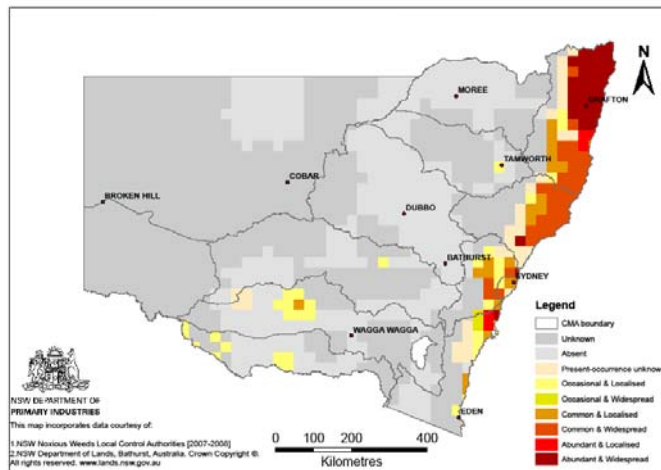 N
MOREE
GRAFTON
TAMWORTH
COBAR
BROKEN HILL
DUBBO
BATHURST
SYDNEY
WAGGA WAGGA
EDEN
Legend
CMA boundary
Unknown
Absent
Present-occurrence unknown
Occasional & Localised
Occasional & Widespread
Common & Localised
Common & Widespread
Abundant & Localised
Abundant & Widespread
NSW DEPARTMENT OF
PRIMARY INDUSTRIES
This map incorporates data courtesy of:
1.NSW Noxious Weeds Local Control Authorities [2007-2008]
2.NSW Department of Lands, Bathurst, Australia. Crown Copyright ©.
All rights reserved. www.lands.nsw.gov.au
0 100 200 400
Kilometres